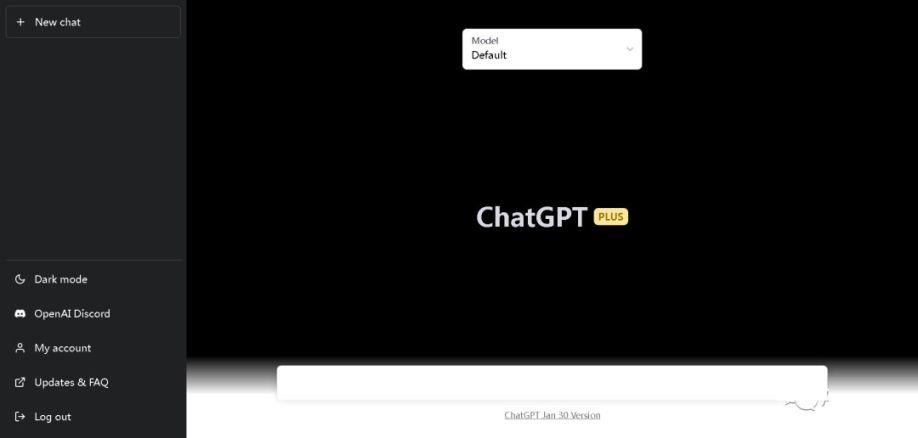 New chat
Model
Default
ChatGPT PLUS
Dark mode
OpenAI Discord
My account
Updates & FAQ
Log out
ChatGPT Jan 30 Version